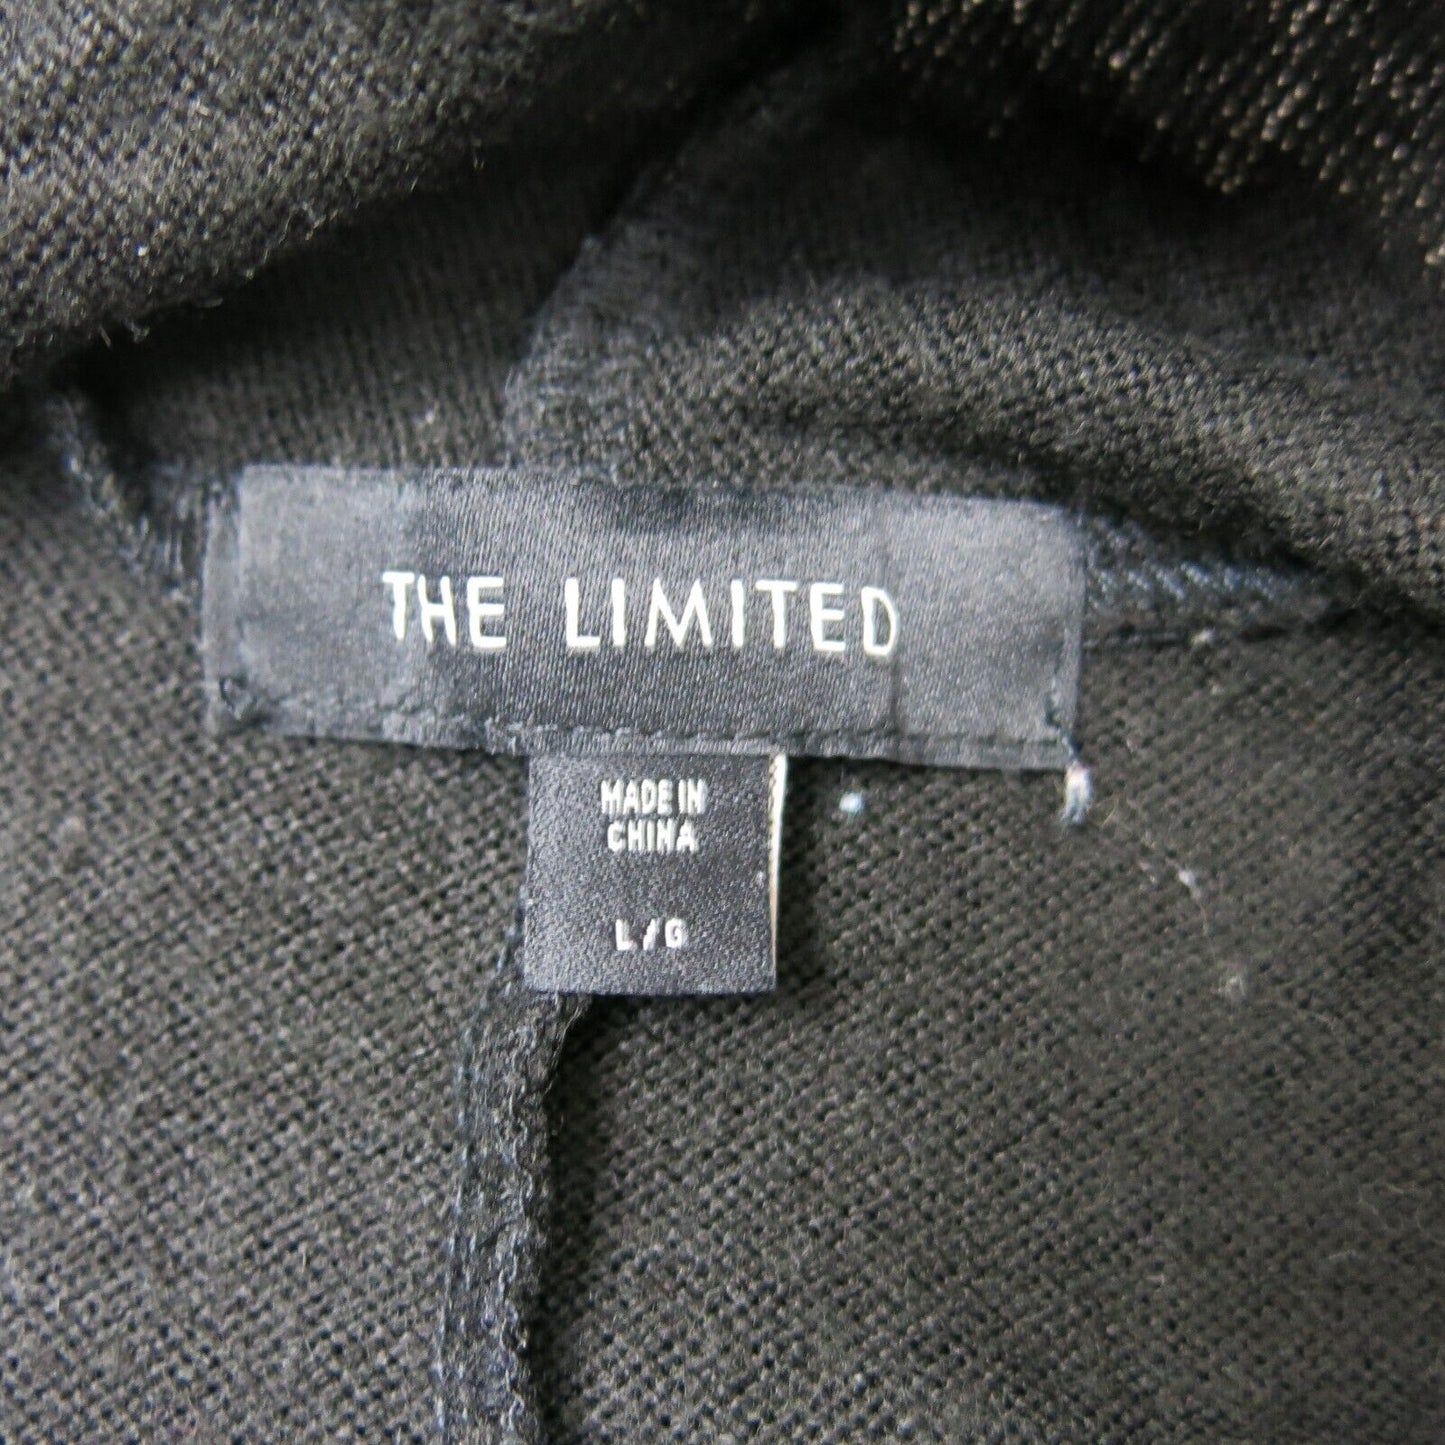 THE LIMITED
MADE IN
CHINA
L/G